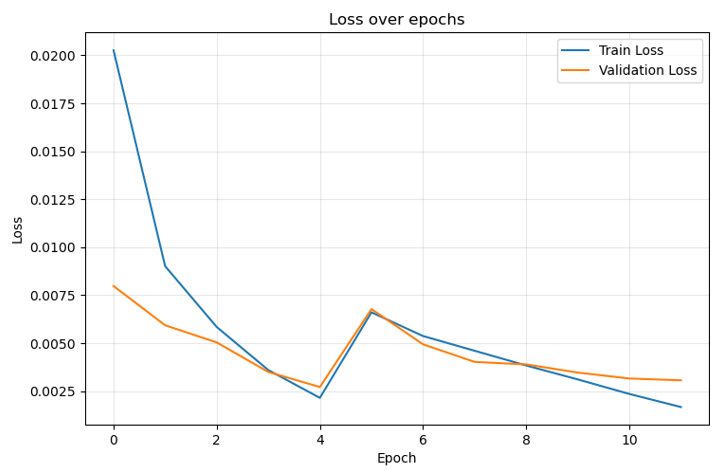 Loss over epochs
Train Loss
Validation Loss
0.0200
0.0175
0.0150
0.0125
0.0100
0.0075
0.0050
0.0025
Loss
0 2 4 6 8 10
Epoch